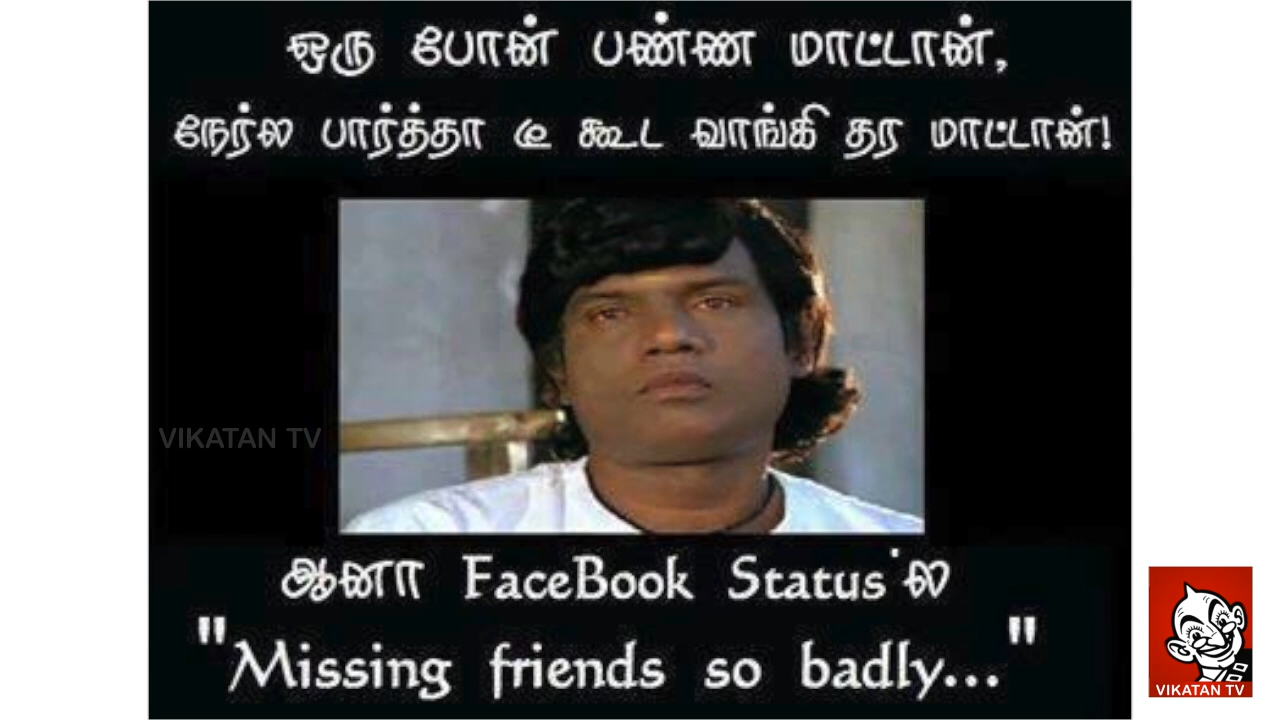 ஒரு போன் பண்ண மாட்டான்,
நேர்ல பார்த்தா டீ கூட வாங்கி தர மாட்டான்!
VIKATAN TV
ஆனா FaceBook Status'ல
"Missing friends so badly..."
VIKATAN TV